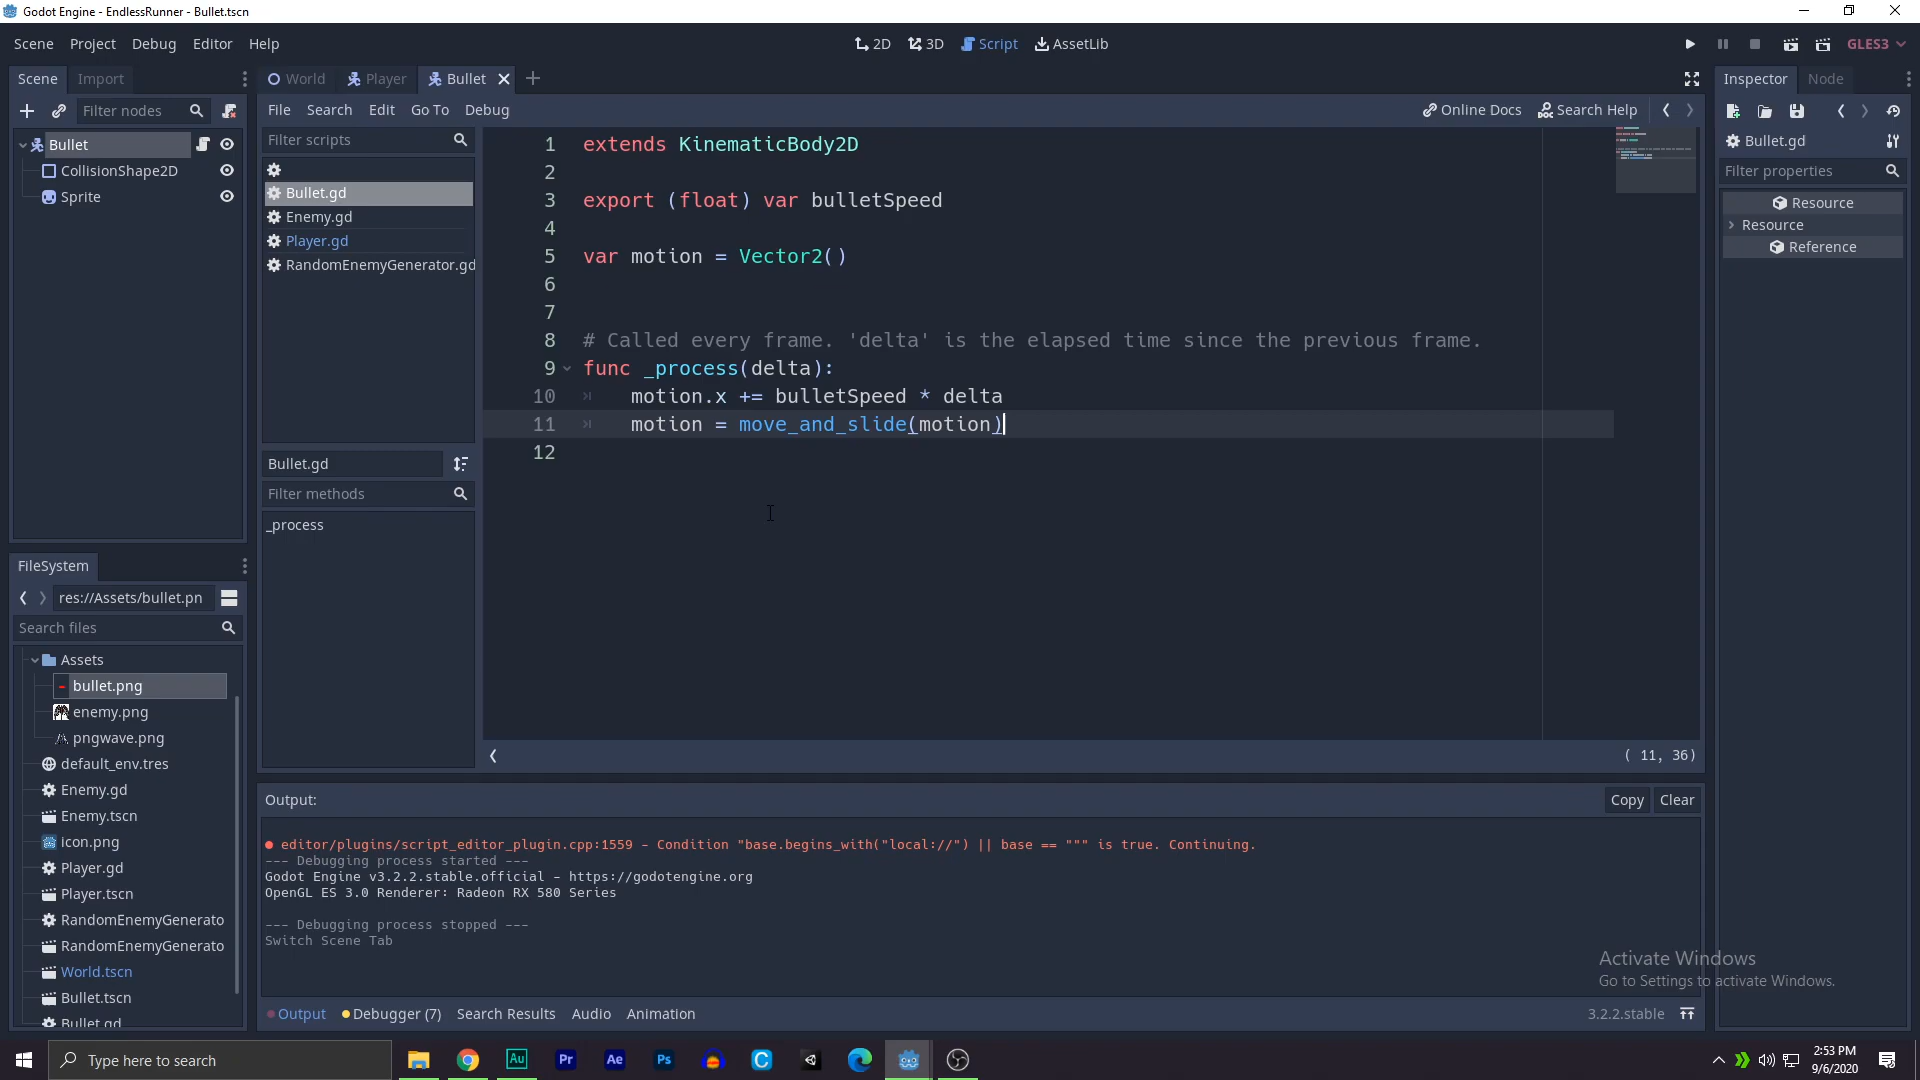 Godot Engine - EndlessRunner - Bullet.tscn
Scene Project Debug Editor Help
2D 3D Script AssetLib
GLES3
Scene Import
World Player Bullet
Inspector Node
Filter nodes
File Search Edit Go To Debug
Online Docs Search Help
Bullet
CollisionShape2D
Sprite
Filter scripts
Bullet.gd
Enemy.gd
Player.gd
RandomEnemyGenerator.gd
Bullet.gd
Filter methods
_process
1 extends KinematicBody2D
2
3 export (float) var bulletSpeed
4
5 var motion = Vector2()
6
7
8 # Called every frame. 'delta' is the elapsed time since the previous frame.
9 func _process(delta):
10 motion.x += bulletSpeed * delta
11 motion = move_and_slide(motion)
12
( 11, 36)
Bullet.gd
Filter properties
Resource
Resource
Reference
FileSystem
res://Assets/bullet.pn
Search files
Assets
bullet.png
enemy.png
pngwave.png
default_env.tres
Enemy.gd
Enemy.tscn
icon.png
Player.gd
Player.tscn
RandomEnemyGenerato
RandomEnemyGenerato
World.tscn
Bullet.tscn
Bullet.gd
Output:
Copy Clear
editor/plugins/script_editor_plugin.cpp:1559 - Condition "base.begins_with("local://") || base == """ is true. Continuing.
--- Debugging process started ---
Godot Engine v3.2.2.stable.official - https://godotengine.org
OpenGL ES 3.0 Renderer: Radeon RX 580 Series
--- Debugging process stopped ---
Switch Scene Tab
Output Debugger (7) Search Results Audio Animation
3.2.2.stable
Activate Windows
Go to Settings to activate Windows.
Type here to search
Au Pr Ae Ps C
2:53 PM
9/6/2020